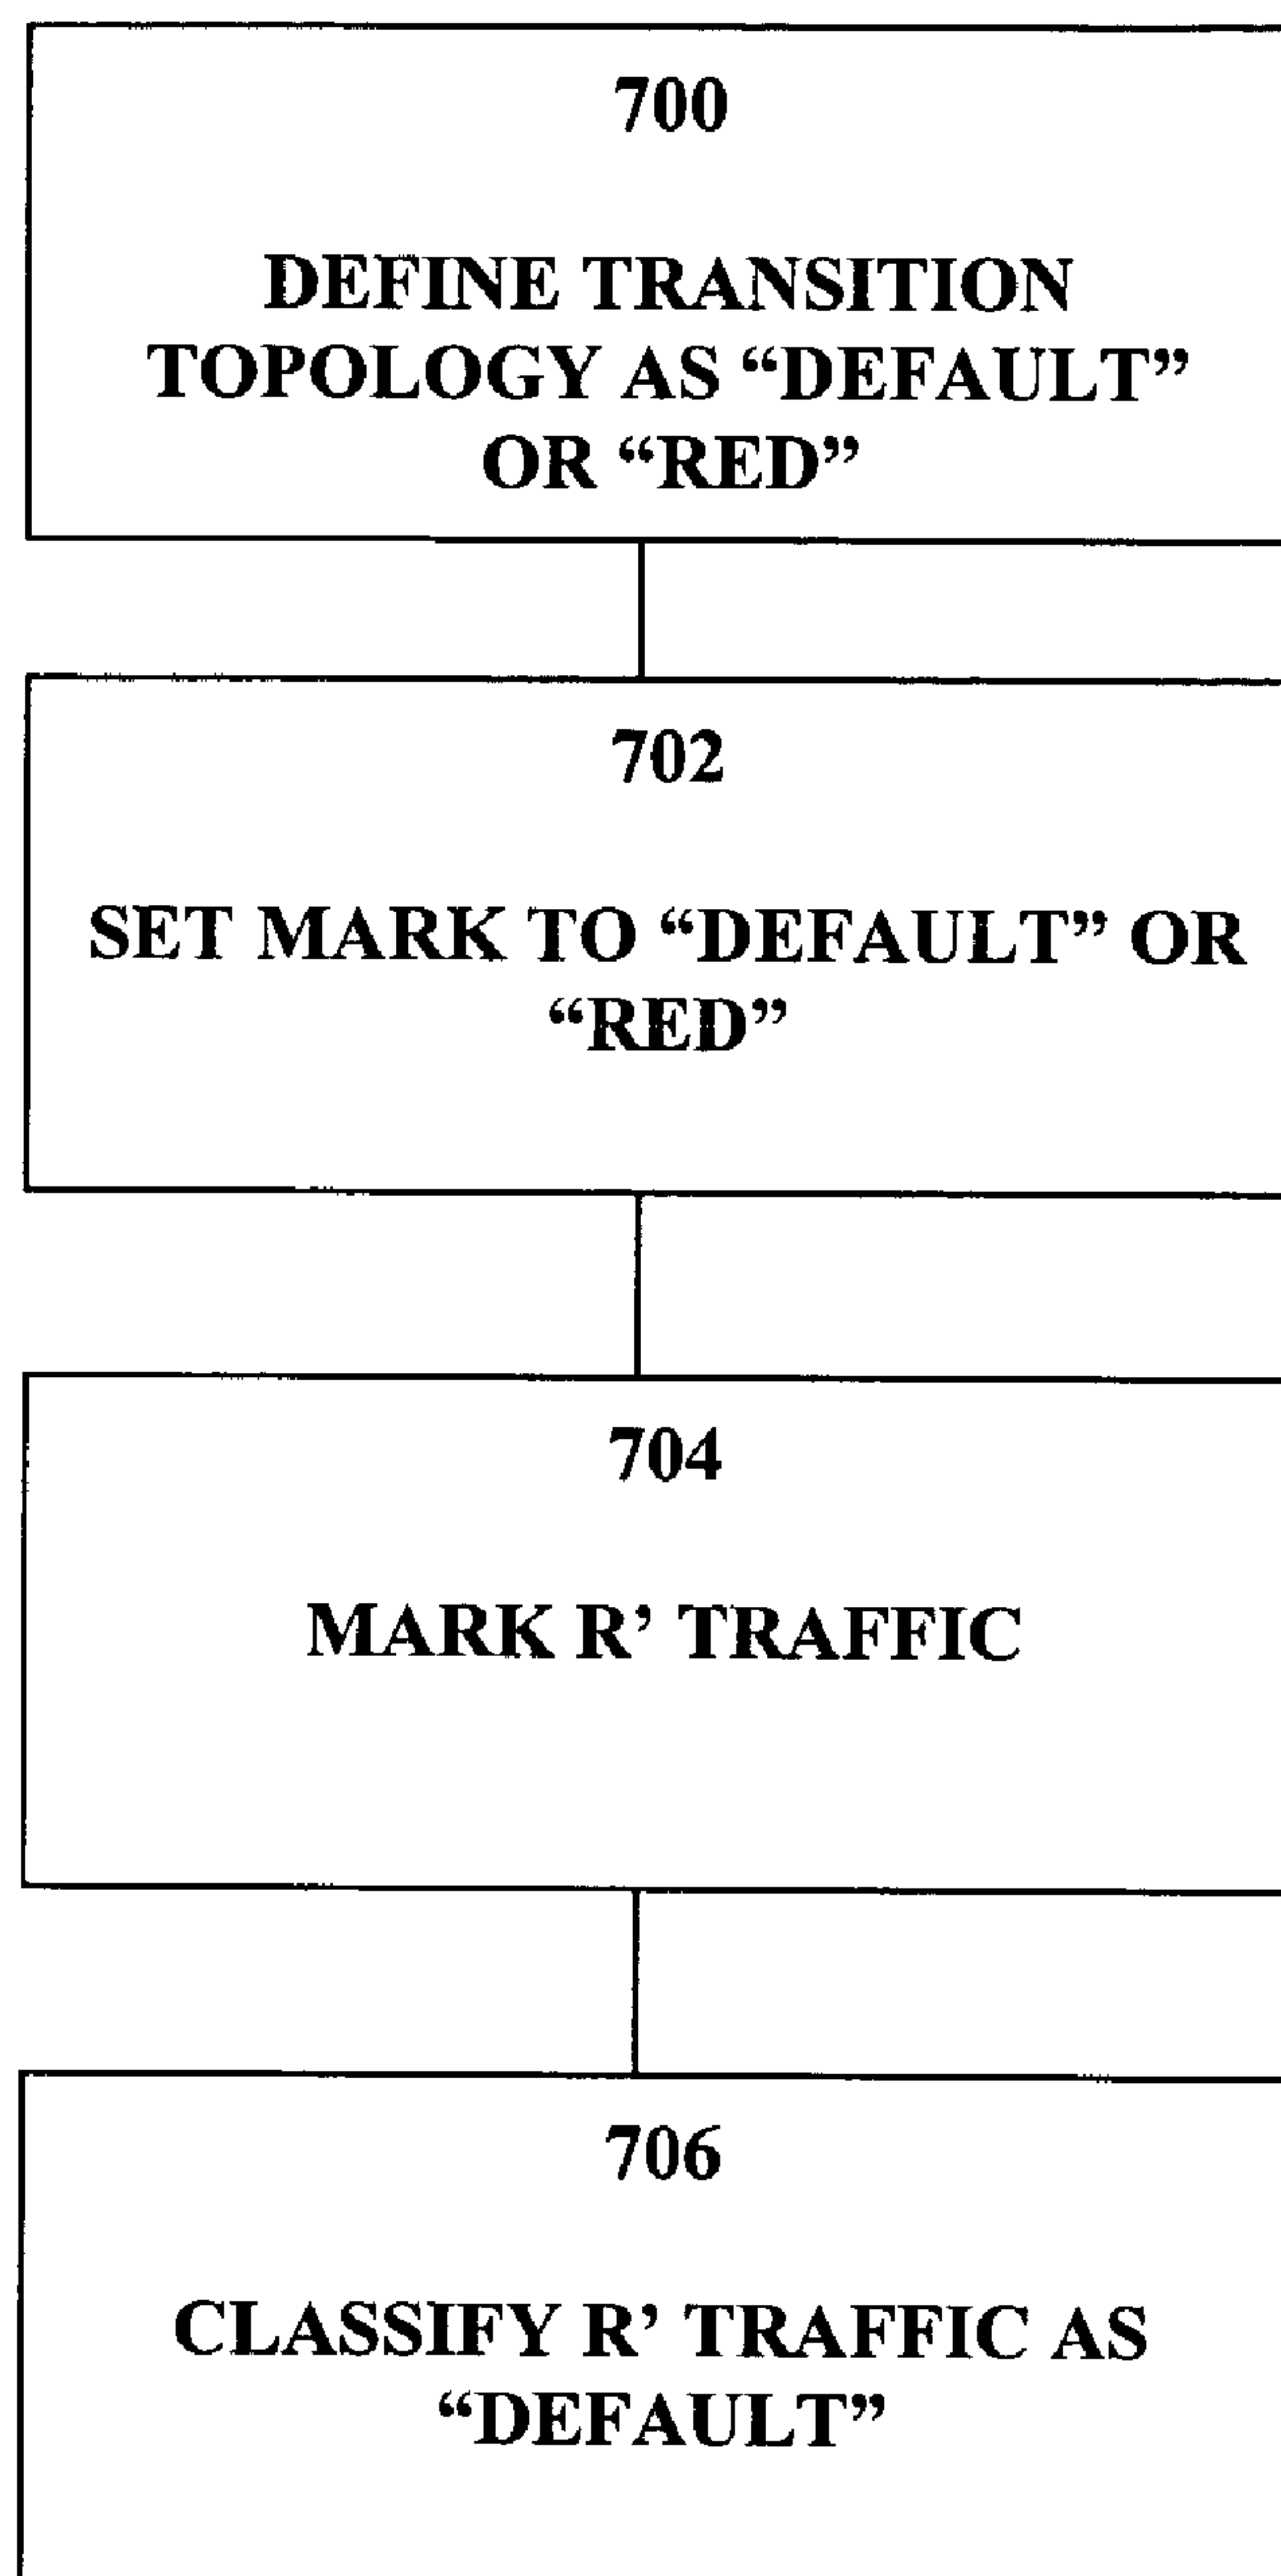 700
DEFINE TRANSITION
TOPOLOGY AS “DEFAULT”
OR “RED”
702
SET MARK TO “DEFAULT” OR
“RED”
704
MARK R’ TRAFFIC
706
CLASSIFY R’ TRAFFIC AS
“DEFAULT”